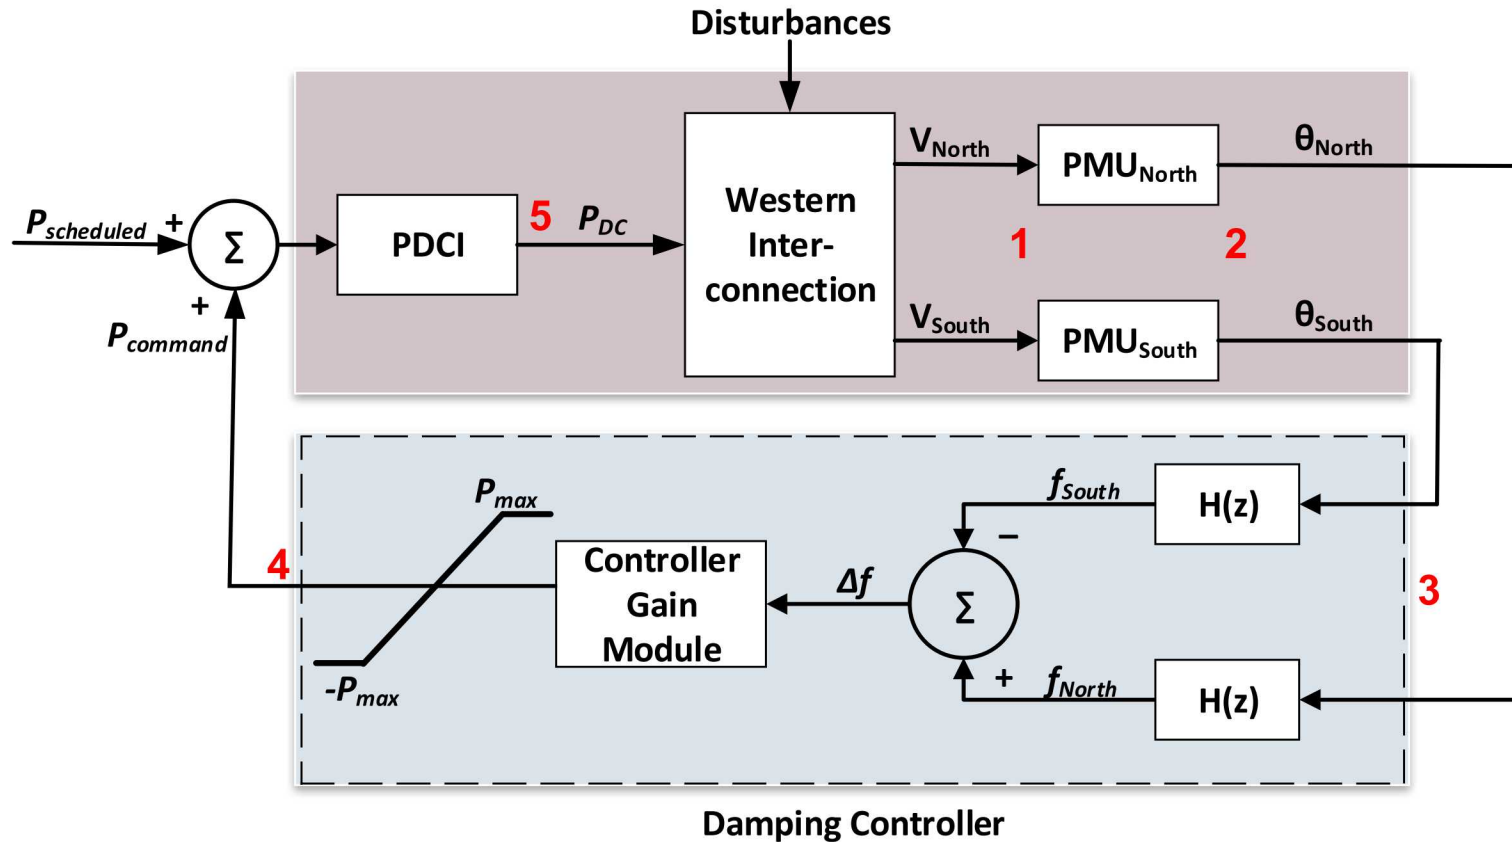 Disturbances
V_North
PMU_North
θ_North
P_scheduled
+
Σ
+
P_command
PDCI
5
P_DC
Western
Inter-
connection
1
2
V_South
PMU_South
θ_South
P_max
-P_max
4
Controller
Gain
Module
Δf
Σ
−
+
f_South
H(z)
f_North
H(z)
3
Damping Controller